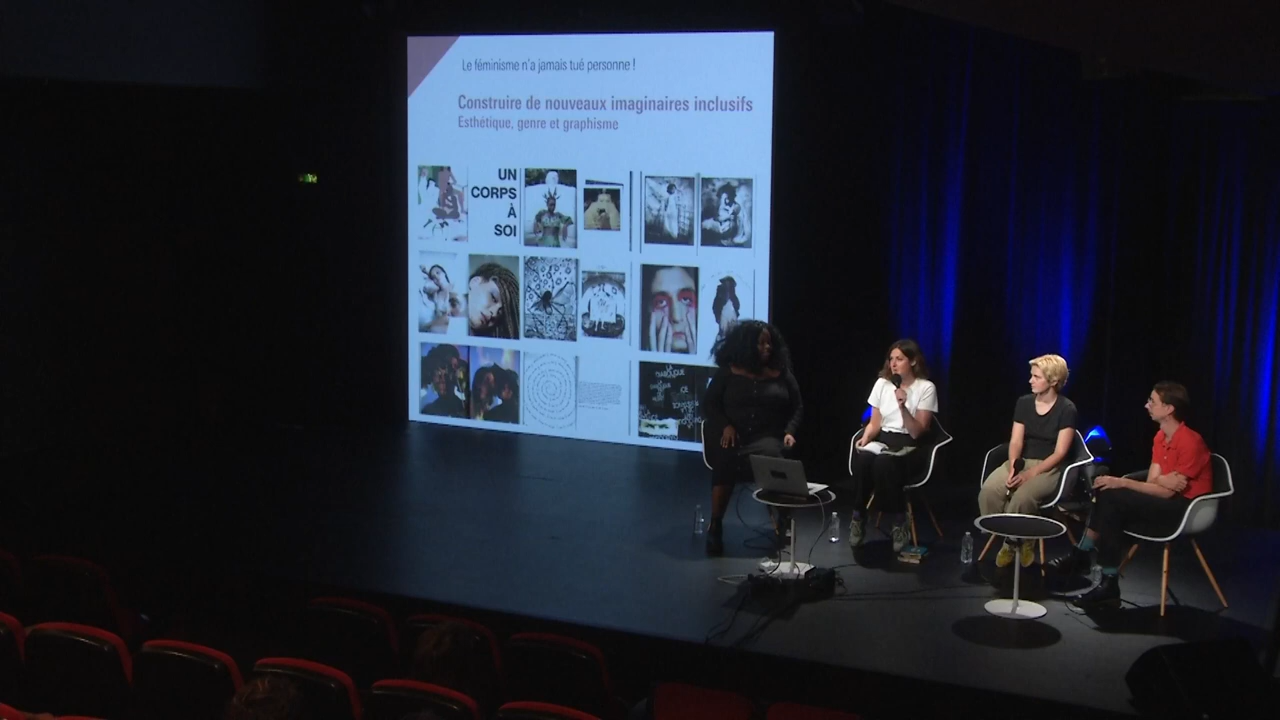 Le féminisme n'a jamais tué personne !
Construire de nouveaux imaginaires inclusifs
Esthétique, genre et graphisme
UN
CORPS
À
SOI